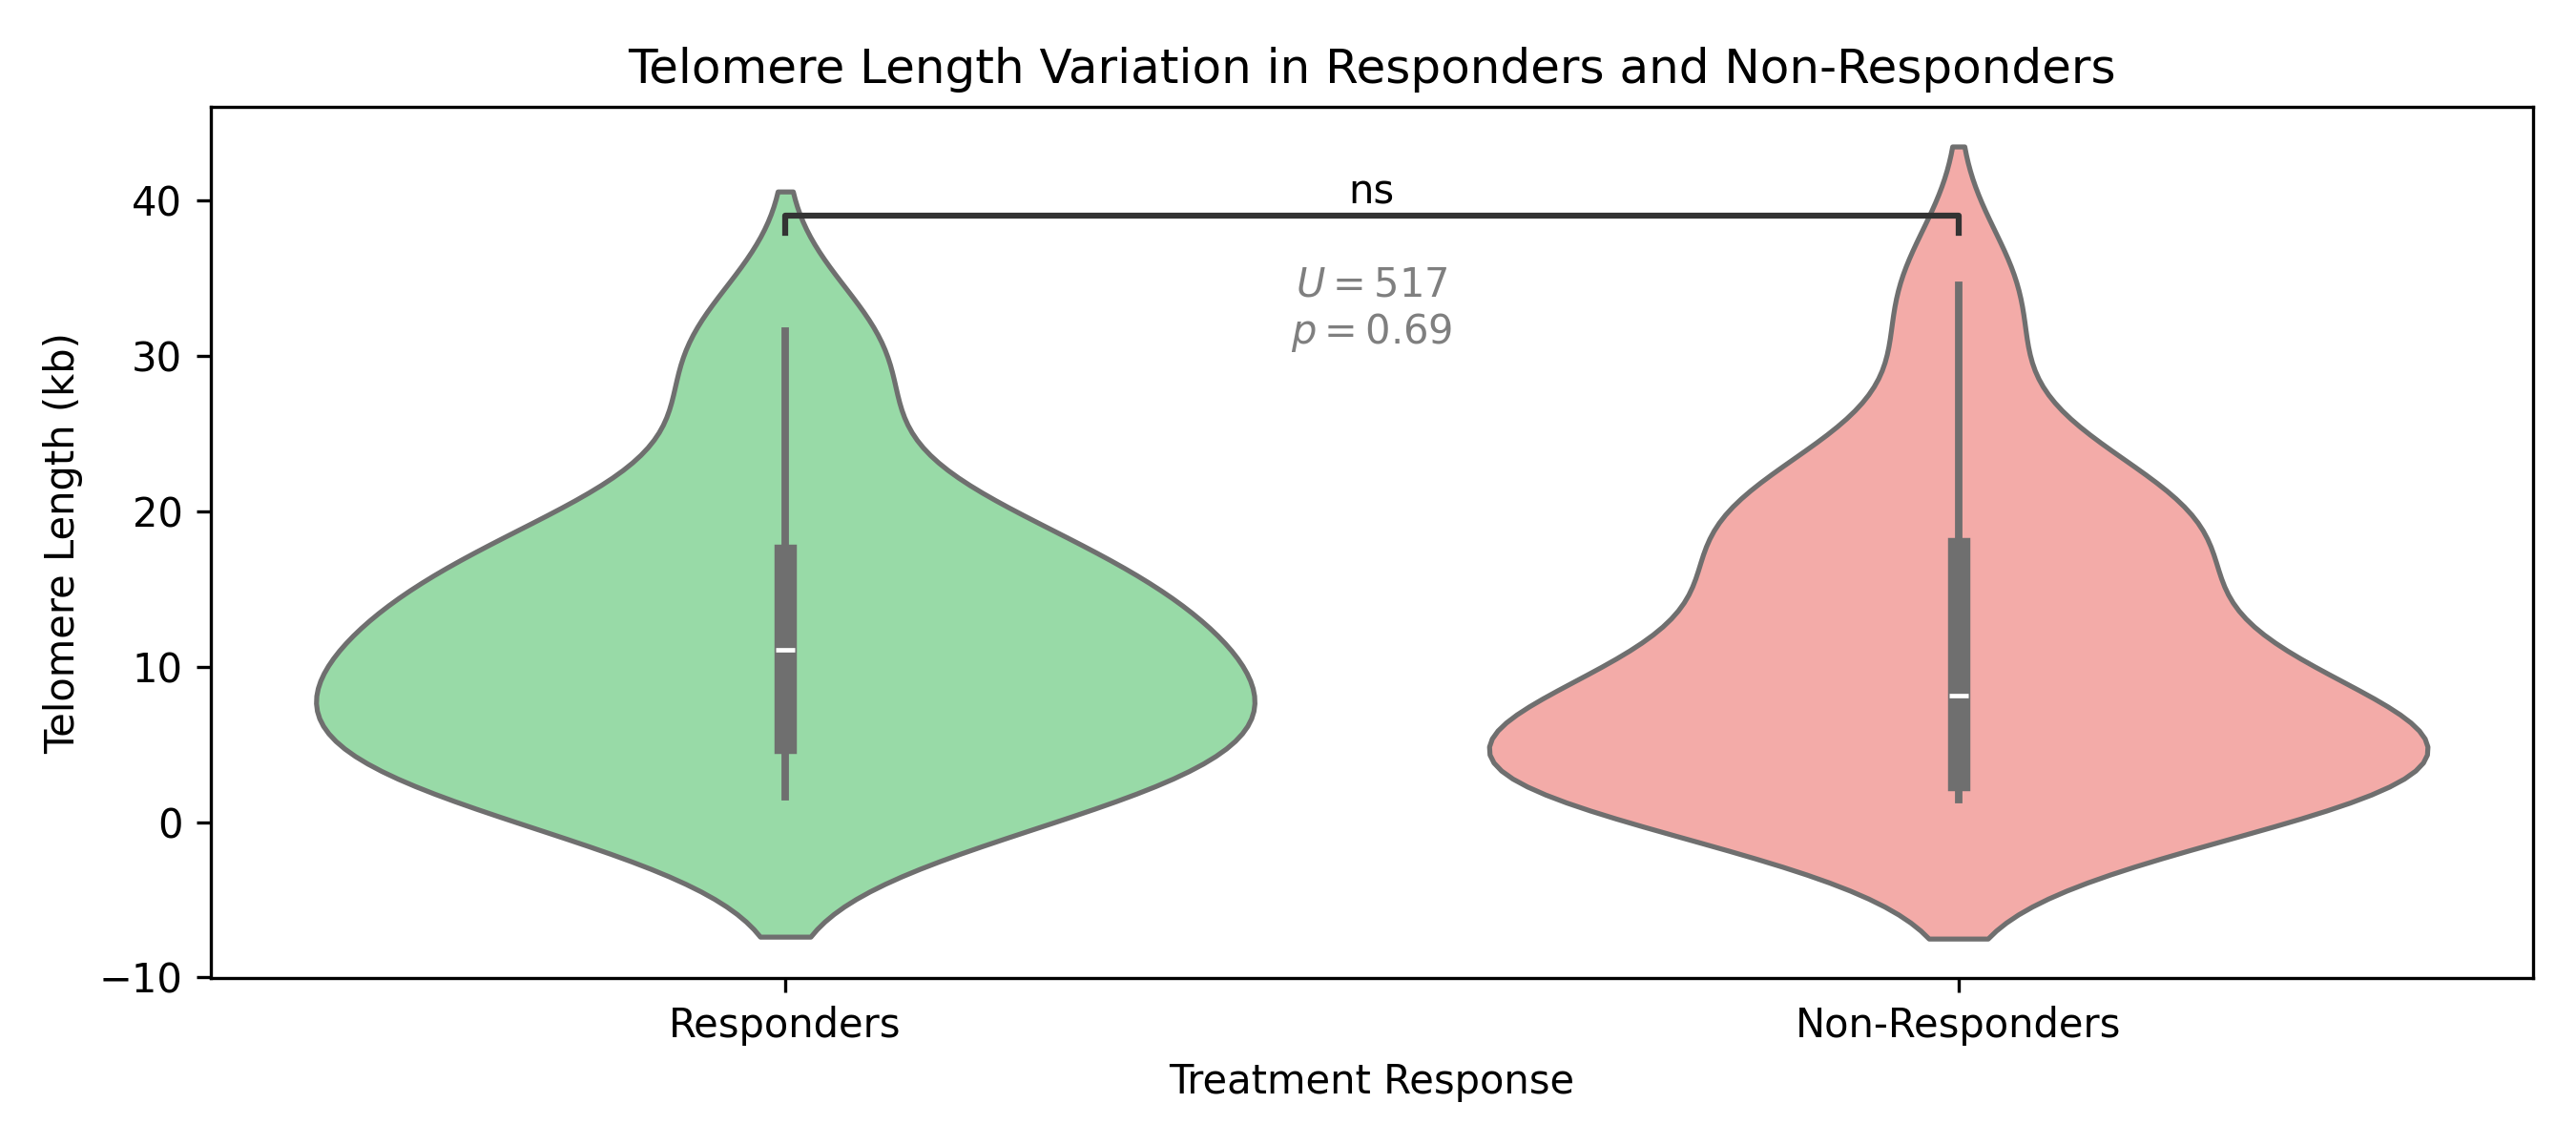 Telomere Length Variation in Responders and Non-Responders
Telomere Length (kb)
40
30
20
10
0
−10
ns
U = 517
p = 0.69
Responders
Non-Responders
Treatment Response